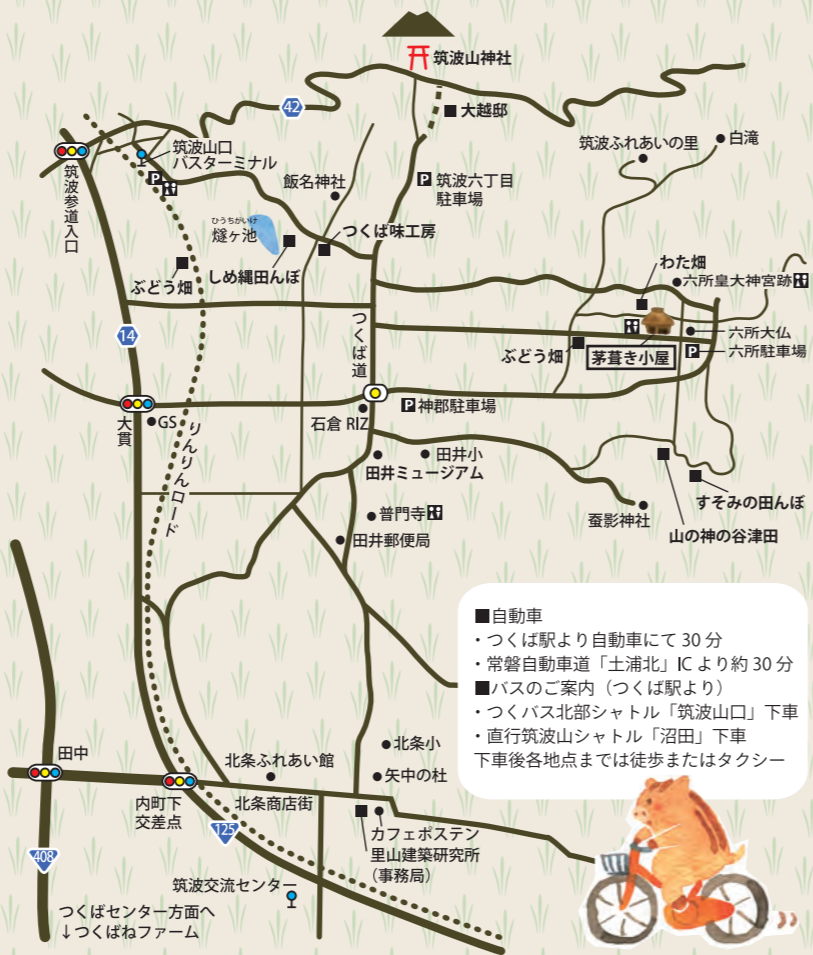 筑波山神社
42
大越邸
筑波ふれあいの里
白滝
筑波山口
バスターミナル
P
飯名神社
P 筑波六丁目
駐車場
筑波参道入口
ひうちがいけ
燧ヶ池
つくば味工房
しめ縄田んぼ
ぶどう畑
わた畑
六所皇大神宮跡
つくば道
14
ぶどう畑
茅葺き小屋
六所大仏
P 六所駐車場
大貫
GS
りんりんロード
石倉 RIZ
P 神郡駐車場
田井小
田井ミュージアム
すそみの田んぼ
普門寺
蚕影神社
山の神の谷津田
田井郵便局
■自動車
・つくば駅より自動車にて 30 分
・常磐自動車道「土浦北」IC より約 30 分
■バスのご案内（つくば駅より）
・つくバス北部シャトル「筑波山口」下車
・直行筑波山シャトル「沼田」下車
下車後各地点までは徒歩またはタクシー
田中
北条ふれあい館
北条小
矢中の杜
内町下
交差点
北条商店街
125
カフェポステン
里山建築研究所
（事務局）
408
筑波交流センター
つくばセンター方面へ
↓つくばねファーム